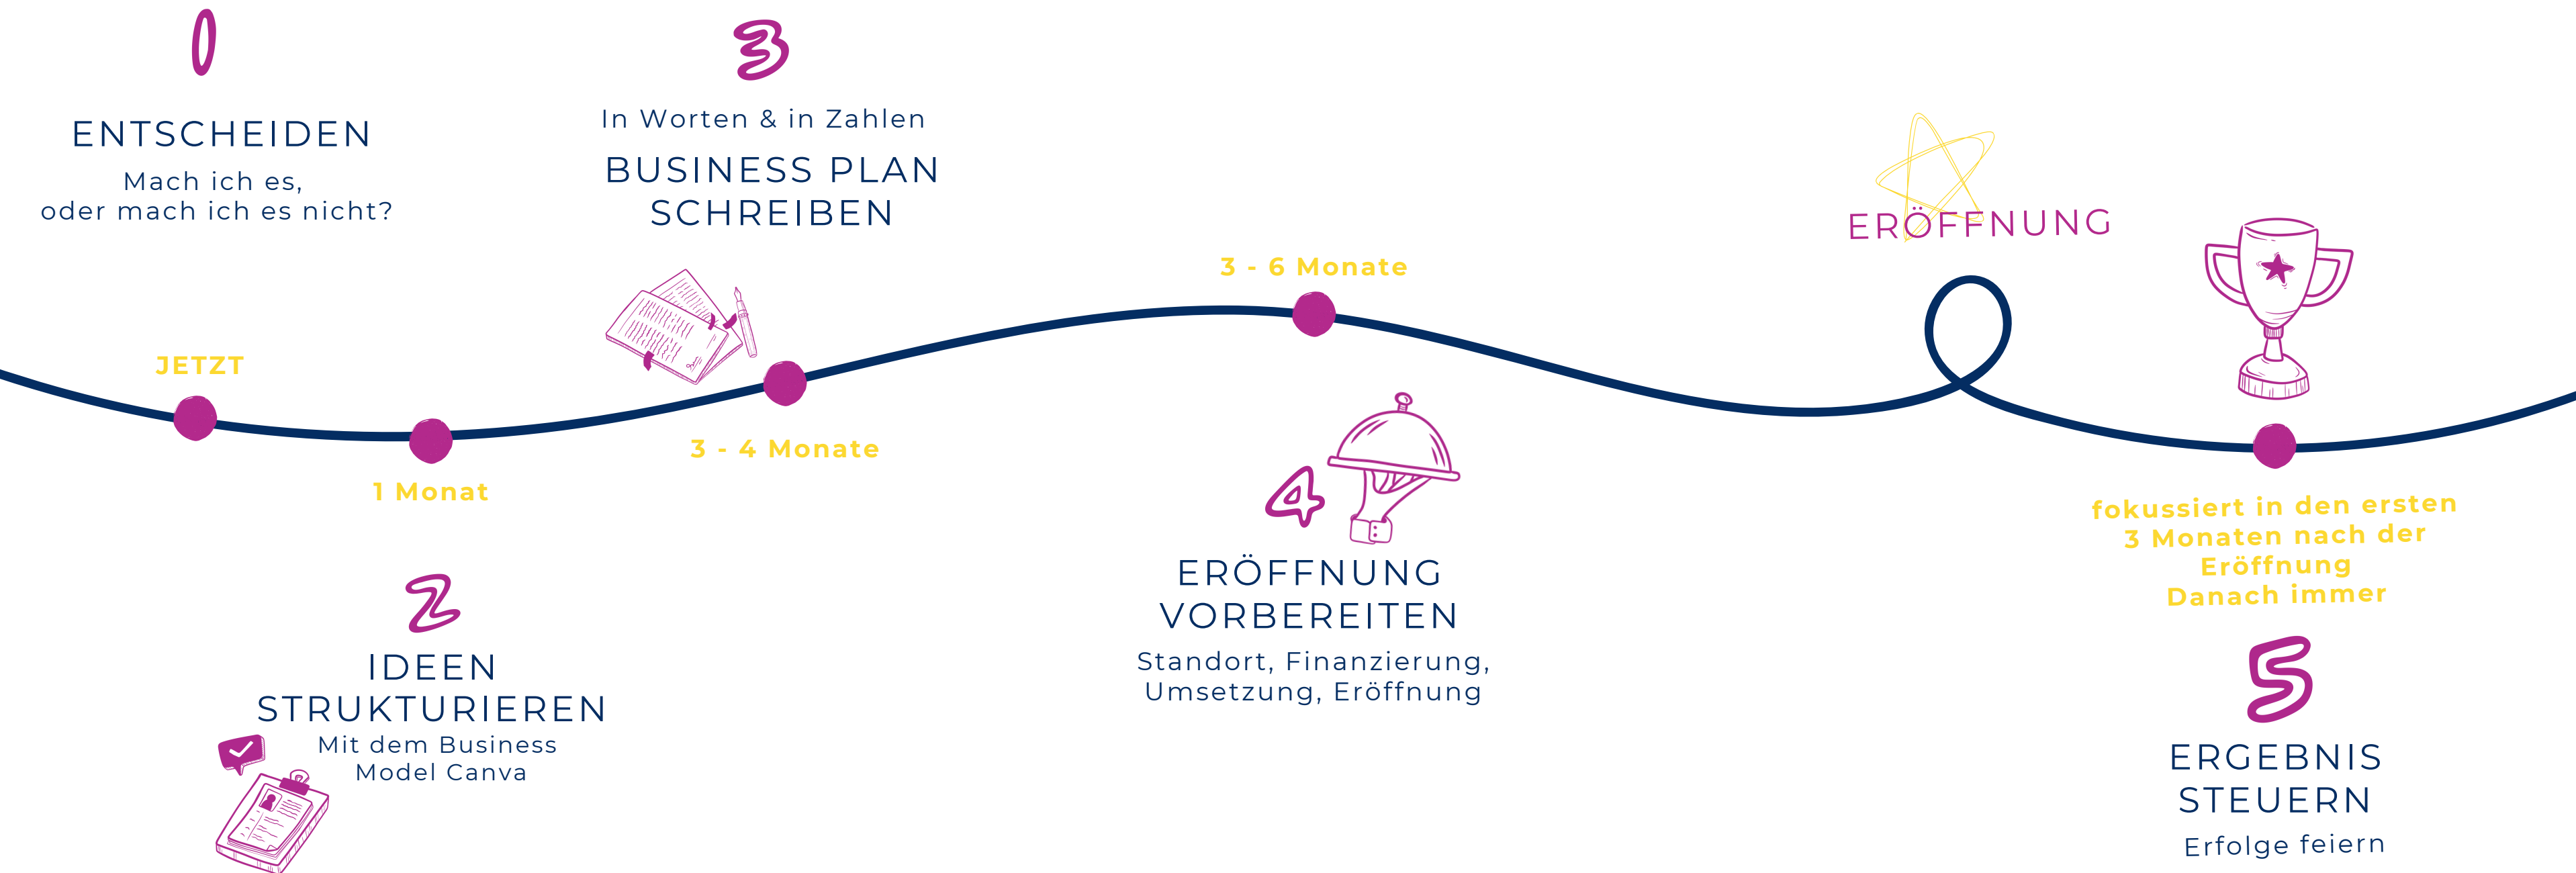 1
ENTSCHEIDEN
Mach ich es,
oder mach ich es nicht?
JETZT
1 Monat
2
IDEEN
STRUKTURIEREN
Mit dem Business
Model Canva
3
In Worten & in Zahlen
BUSINESS PLAN
SCHREIBEN
3 - 4 Monate
3 - 6 Monate
4
ERÖFFNUNG
VORBEREITEN
Standort, Finanzierung,
Umsetzung, Eröffnung
ERÖFFNUNG
fokussiert in den ersten
3 Monaten nach der
Eröffnung
Danach immer
5
ERGEBNIS
STEUERN
Erfolge feiern